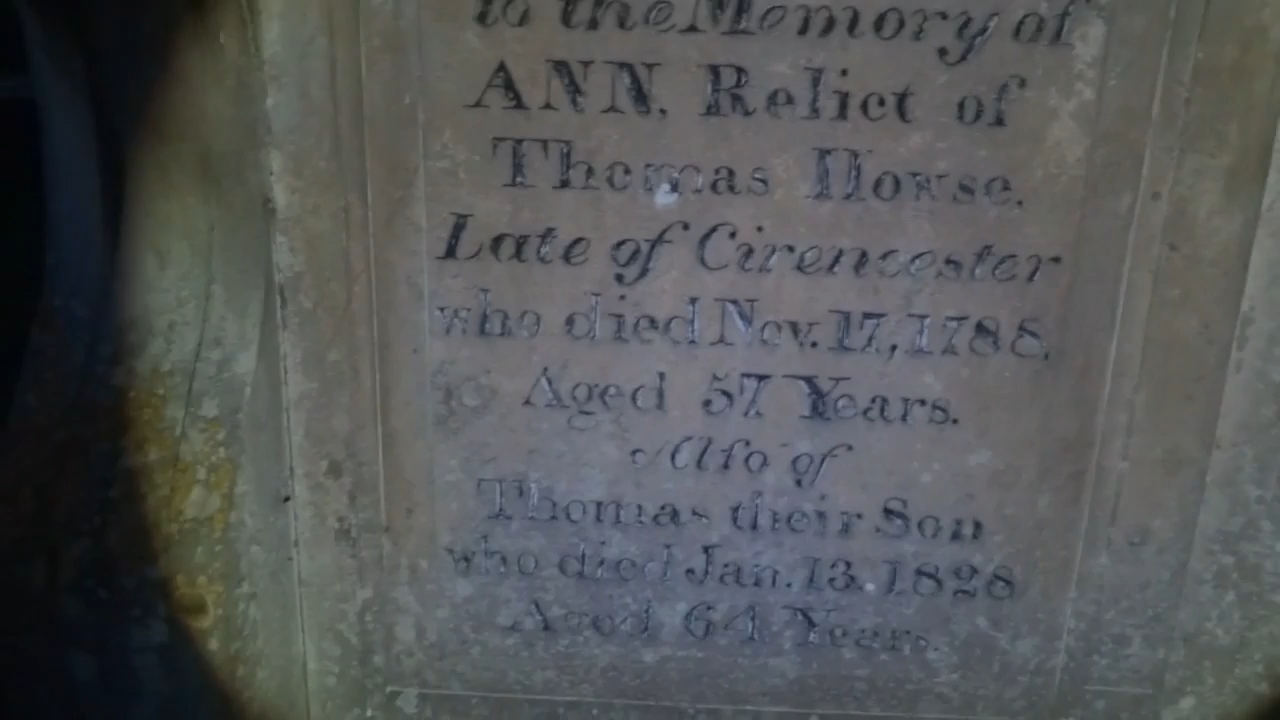 to the Memory of
ANN, Relict of
Thomas Howse.
Late of Cirencester
who died Nov. 17, 1788.
Aged 57 Years.
Also of
Thomas their Son
who died Jan. 13. 1828
Aged 64 Years.